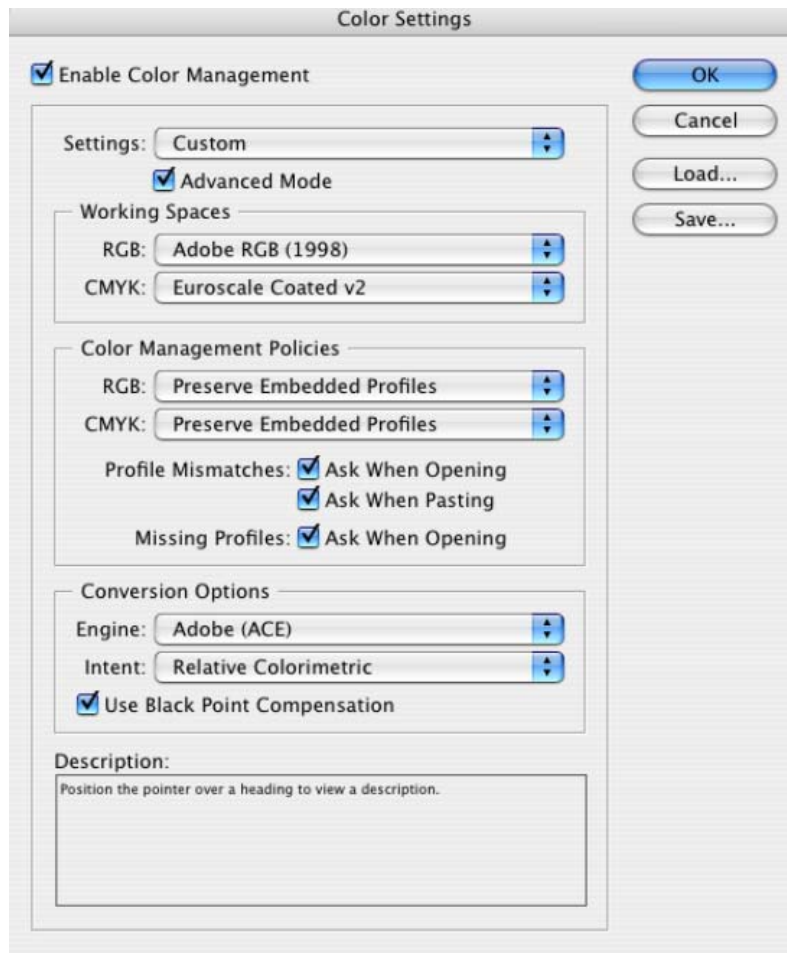 Color Settings
Enable Color Management
OK
Cancel
Load...
Save...
Settings: Custom
Advanced Mode
Working Spaces
RGB: Adobe RGB (1998)
CMYK: Euroscale Coated v2
Color Management Policies
RGB: Preserve Embedded Profiles
CMYK: Preserve Embedded Profiles
Profile Mismatches: Ask When Opening
Ask When Pasting
Missing Profiles: Ask When Opening
Conversion Options
Engine: Adobe (ACE)
Intent: Relative Colorimetric
Use Black Point Compensation
Description:
Position the pointer over a heading to view a description.